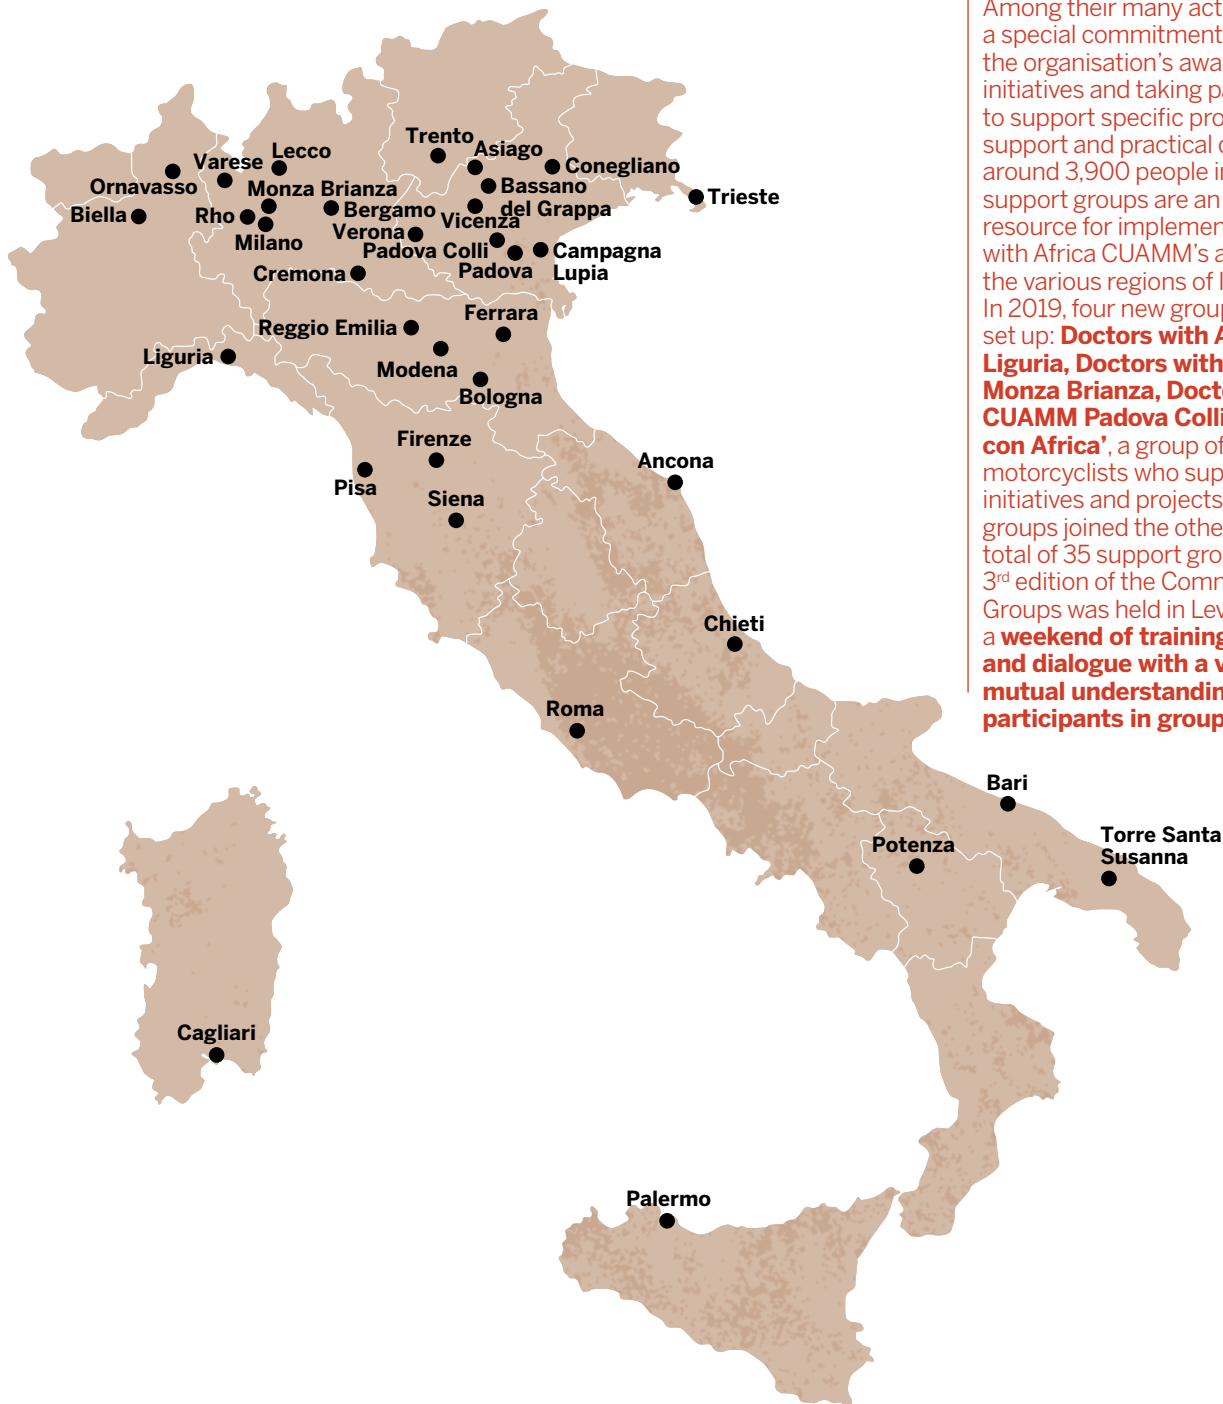 Trento
Asiago
Conegliano
Bassano
del Grappa
Trieste
Varese
Lecco
Ornavasso
Monza Brianza
Biella
Rho
Bergamo
Vicenza
Milano
Verona
Padova Colli
Campagna
Lupia
Padova
Cremona
Ferrara
Reggio Emilia
Liguria
Modena
Bologna
Firenze
Pisa
Siena
Ancona
Chieti
Roma
Bari
Torre Santa
Susanna
Potenza
Cagliari
Palermo
Among their many act
a special commitment
the organisation’s awa
initiatives and taking pa
to support specific pro
support and practical
around 3,900 people in
support groups are an
resource for implemen
with Africa CUAMM’s a
the various regions of I
In 2019, four new group
set up: Doctors with A
Liguria, Doctors with
Monza Brianza, Docto
CUAMM Padova Colli
con Africa’, a group of
motorcyclists who sup
initiatives and projects
groups joined the othe
total of 35 support gro
3rd edition of the Comm
Groups was held in Lev
a weekend of training
and dialogue with a v
mutual understandin
participants in group